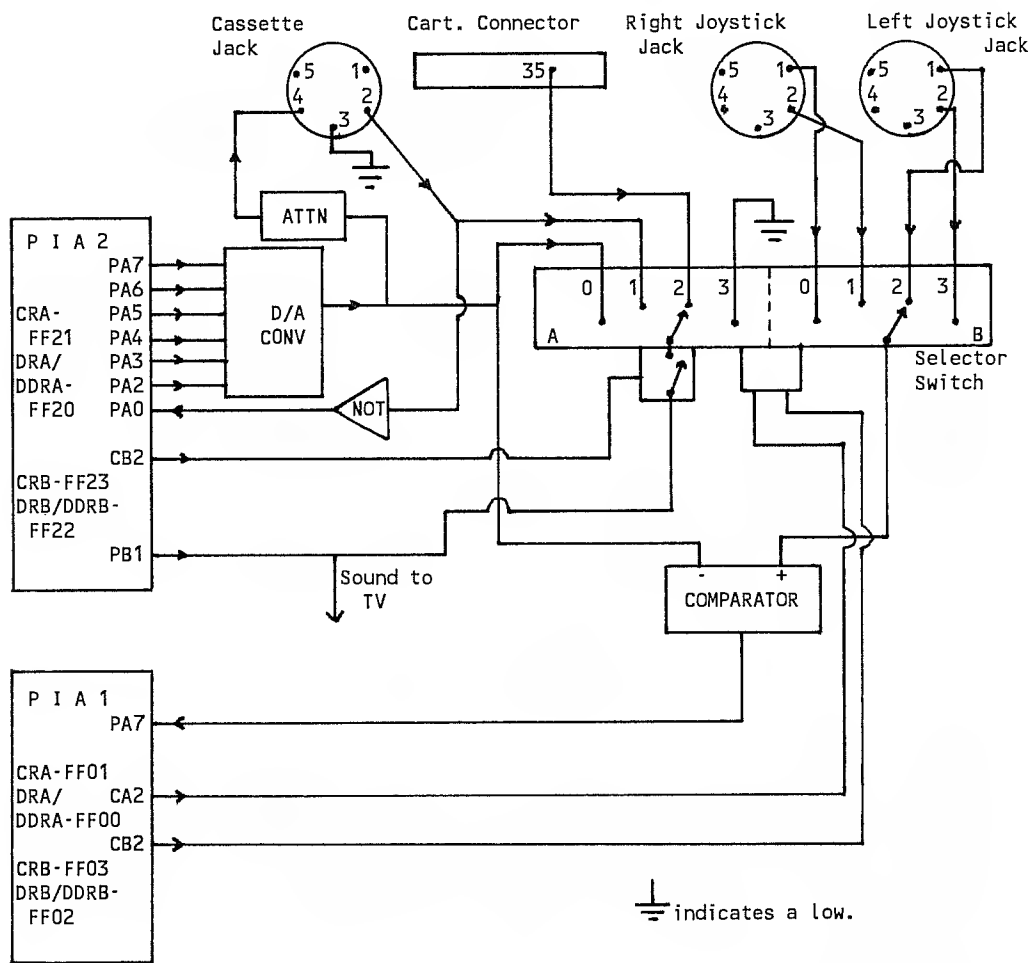 Cassette
Jack
Cart. Connector
Right Joystick
Jack
Left Joystick
Jack
5 1
4 2
3
35
5 1
4 2
3
5 1
4 2
3
ATTN
P I A 2
PA7
PA6
CRA- PA5
FF21 PA4
DRA/ PA3
DDRA- PA2
FF20 PA0
CB2
CRB-FF23
DRB/DDRB-
FF22
PB1
D/A
CONV
NOT
0 1 2 3 0 1 2 3
A B
Selector
Switch
Sound to
TV
- +
COMPARATOR
P I A 1
PA7
CRA-FF01
DRA/ CA2
DDRA-FF00
CB2
CRB-FF03
DRB/DDRB-
FF02
indicates a low.